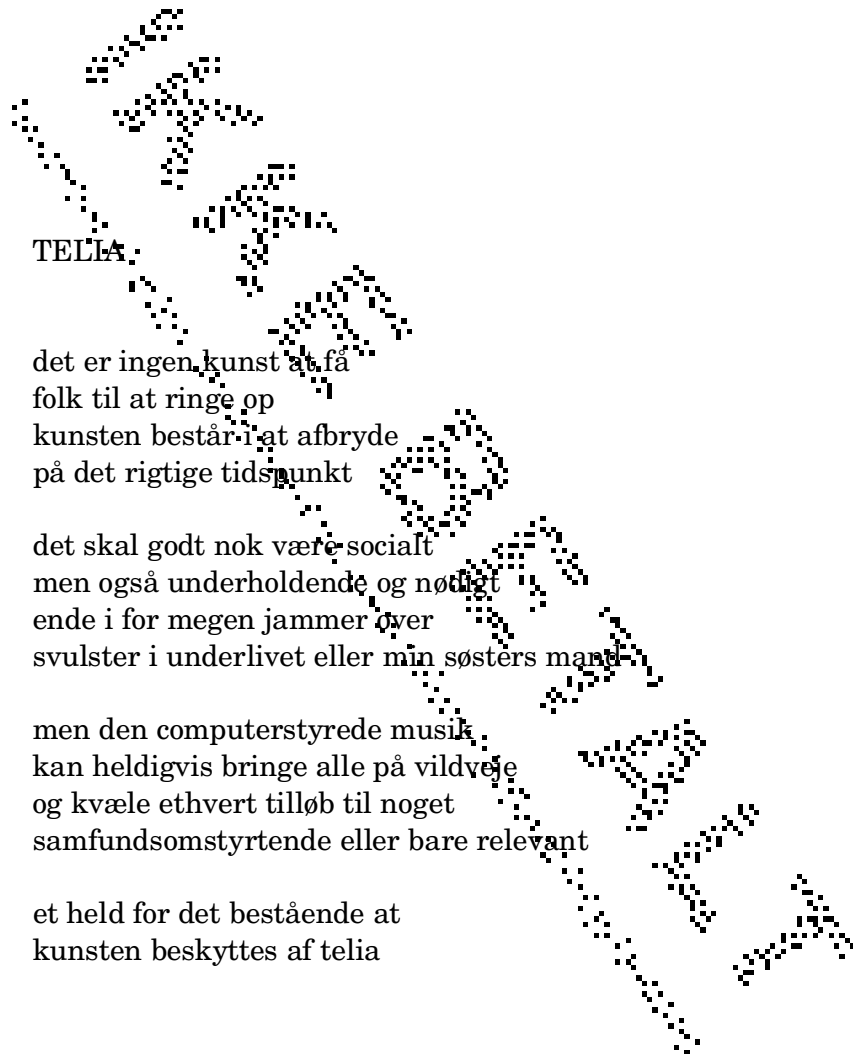 IKKE BETALT
TELIA
det er ingen kunst at få
folk til at ringe op
kunsten består i at afbryde
på det rigtige tidspunkt
det skal godt nok være socialt
men også underholdende og nødigt
ende i for megen jammer over
svulster i underlivet eller min søsters mand
men den computerstyrede musik
kan heldigvis bringe alle på vildveje
og kvæle ethvert tilløb til noget
samfundsomstyrtende eller bare relevant
et held for det bestående at
kunsten beskyttes af telia